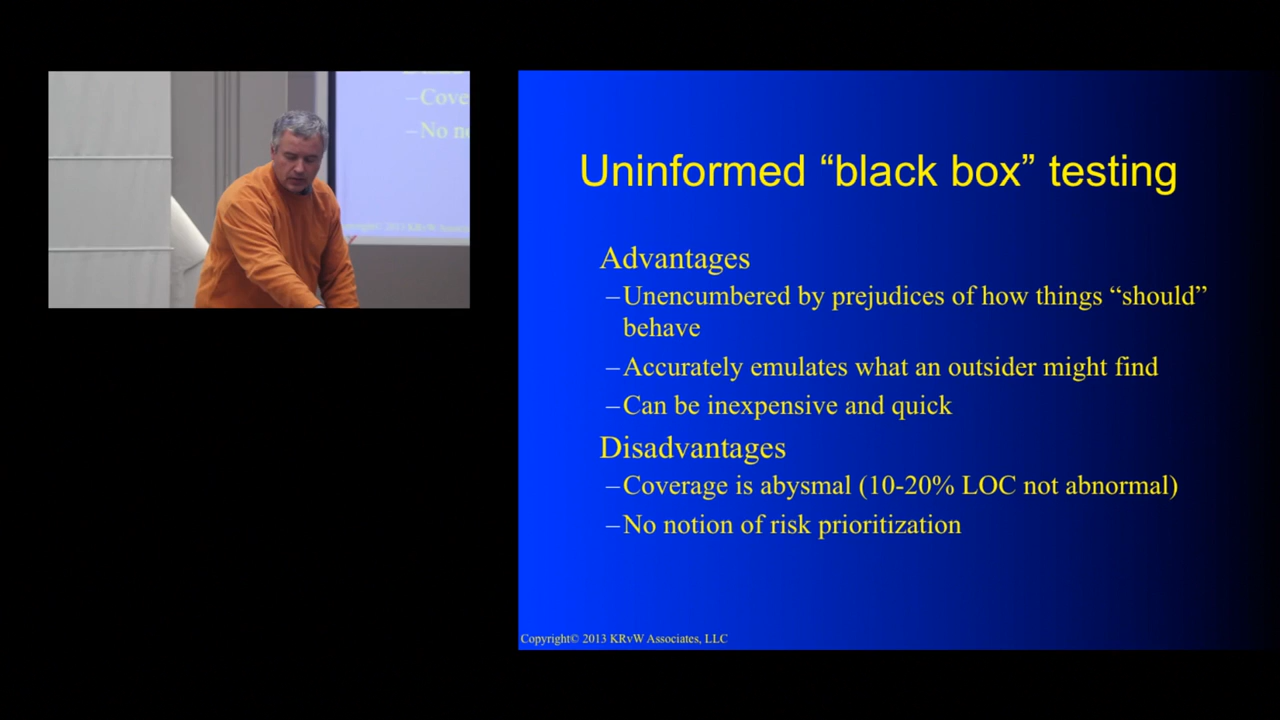 –Cove
–No n
Uninformed “black box” testing
Advantages
–Unencumbered by prejudices of how things “should”
behave
–Accurately emulates what an outsider might find
–Can be inexpensive and quick
Disadvantages
–Coverage is abysmal (10-20% LOC not abnormal)
–No notion of risk prioritization
Copyright© 2013 KRvW Associates, LLC